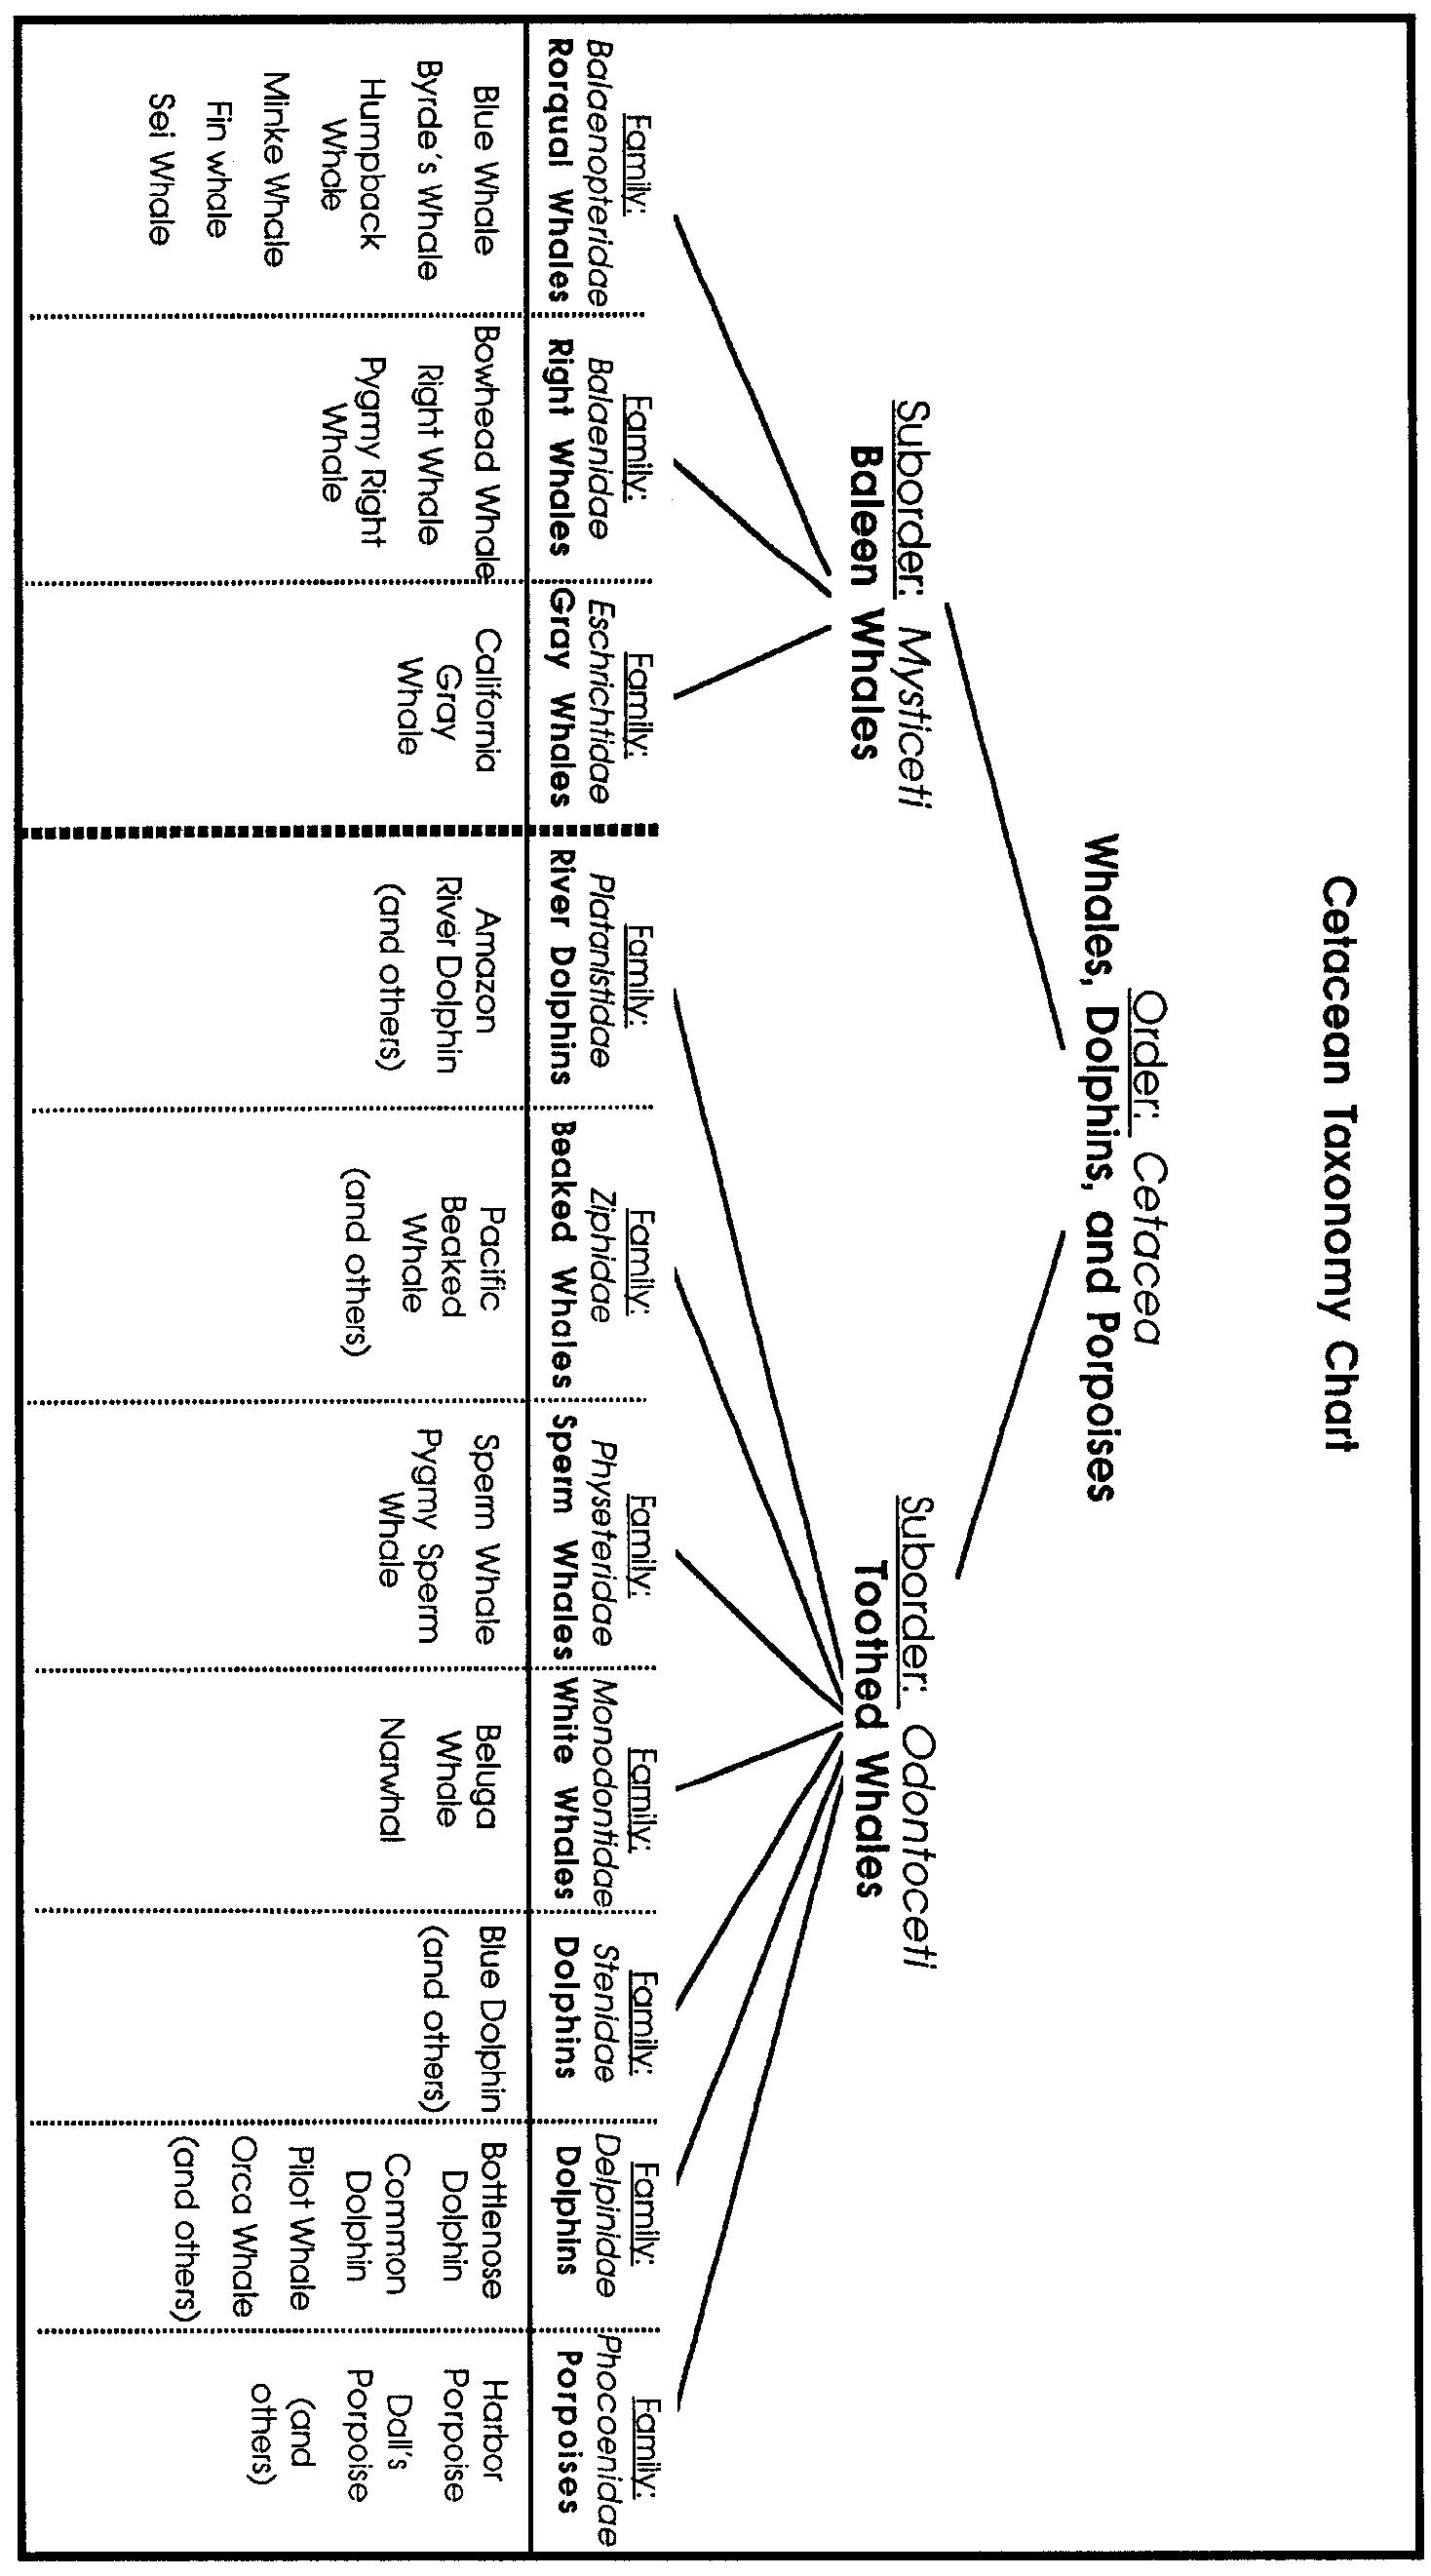 Cetacean Taxonomy Chart
Order: Cetacea
Whales, Dolphins, and Porpoises
Suborder: Mysticeti
Baleen Whales
Suborder: Odontoceti
Toothed Whales
Family:
Balaenopteridae
Rorqual Whales
Blue Whale
Byrde's Whale
Humpback
Whale
Minke Whale
Fin whale
Sei Whale
Family:
Balaenidae
Right Whales
Bowhead Whale
Right Whale
Pygmy Right
Whale
Family:
Eschrichtidae
Gray Whales
California
Gray
Whale
Family:
Platanistidae
River Dolphins
Amazon
River Dolphin
(and others)
Family:
Ziphidae
Beaked Whales
Pacific
Beaked
Whale
(and others)
Family:
Physeteridae
Sperm Whales
Sperm Whale
Pygmy Sperm
Whale
Family:
Monodontidae
White Whales
Beluga
Whale
Narwhal
Family:
Stenidae
Dolphins
Blue Dolphin
(and others)
Family:
Delpinidae
Dolphins
Bottlenose
Dolphin
Common
Dolphin
Pilot Whale
Orca Whale
(and others)
Family:
Phocoenidae
Porpoises
Harbor
Porpoise
Dall's
Porpoise
(and
others)